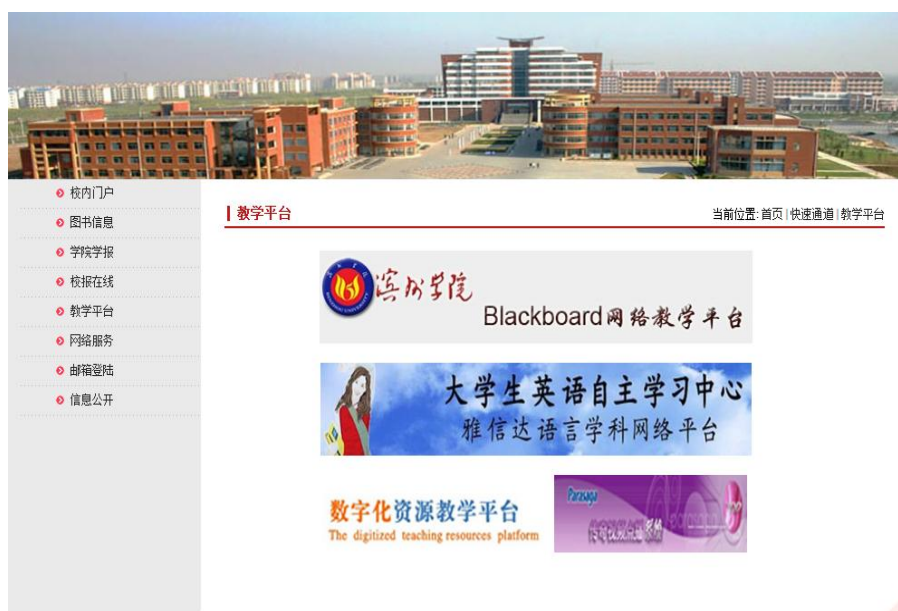 校内门户
图书信息
学院学报
校报在线
教学平台
网络服务
邮箱登陆
信息公开
教学平台
当前位置:首页|快速通道|教学平台
滨州学院
Blackboard网络教学平台
大学生英语自主学习中心
雅信达语言学科网络平台
数字化资源教学平台
The digitized teaching resources platform
Parasaga